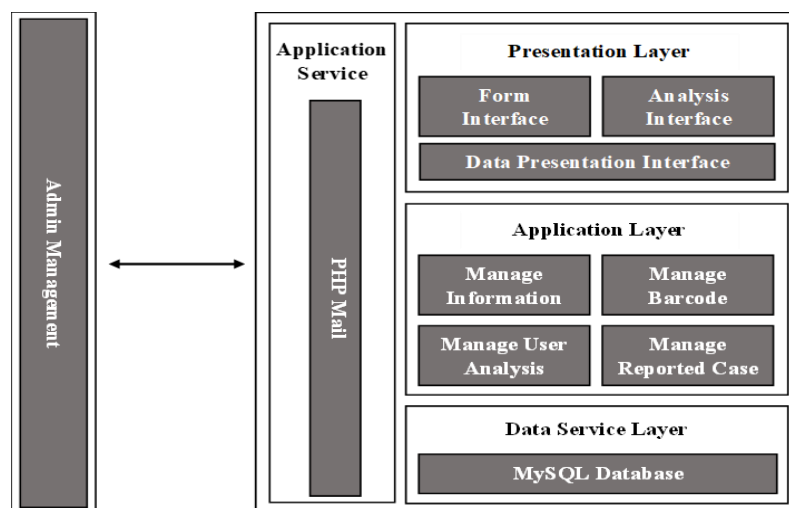 Admin Management
Application
Service
PHP Mail
Presentation Layer
Form
Interface
Analysis
Interface
Data Presentation Interface
Application Layer
Manage
Information
Manage
Barcode
Manage User
Analysis
Manage
Reported Case
Data Service Layer
MySQL Database